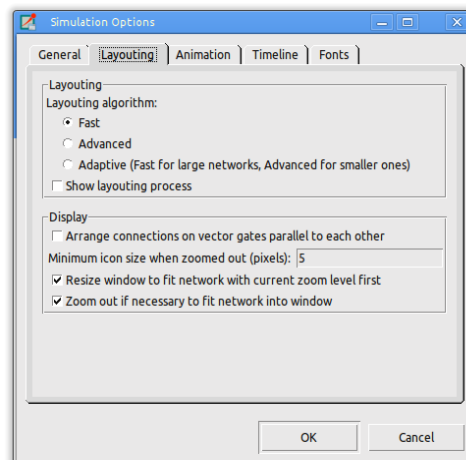 Simulation Options
General Layouting Animation Timeline Fonts
Layouting
Layouting algorithm:
Fast
Advanced
Adaptive (Fast for large networks, Advanced for smaller ones)
Show layouting process
Display
Arrange connections on vector gates parallel to each other
Minimum icon size when zoomed out (pixels): 5
Resize window to fit network with current zoom level first
Zoom out if necessary to fit network into window
OK Cancel